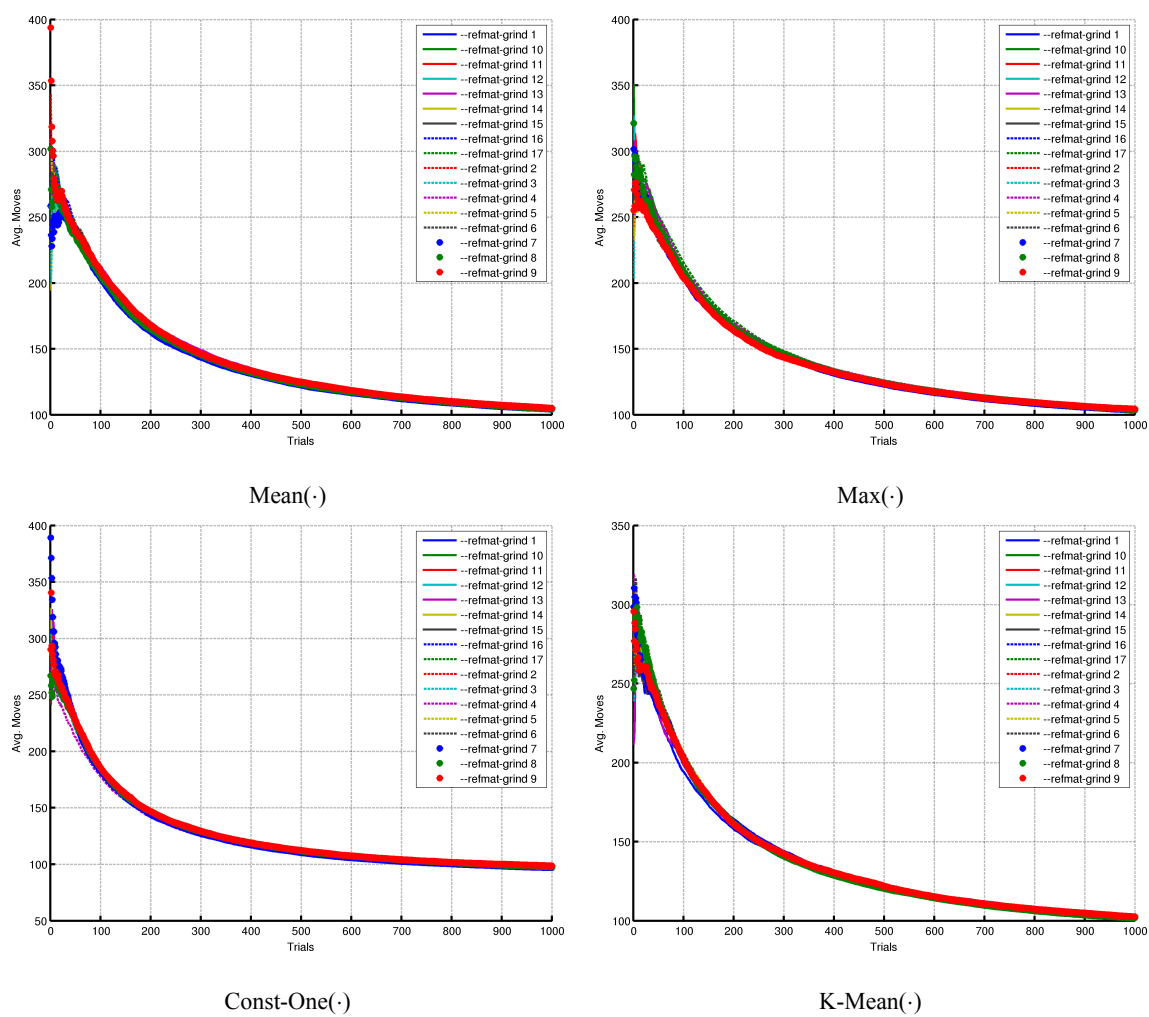 400
350
300
250
200
150
100
Avg. Moves
0 100 200 300 400 500 600 700 800 900 1000
Trials
--refmat-grind 1
--refmat-grind 10
--refmat-grind 11
--refmat-grind 12
--refmat-grind 13
--refmat-grind 14
--refmat-grind 15
--refmat-grind 16
--refmat-grind 17
--refmat-grind 2
--refmat-grind 3
--refmat-grind 4
--refmat-grind 5
--refmat-grind 6
--refmat-grind 7
--refmat-grind 8
--refmat-grind 9
Mean(·)
400
350
300
250
200
150
100
Avg. Moves
0 100 200 300 400 500 600 700 800 900 1000
Trials
--refmat-grind 1
--refmat-grind 10
--refmat-grind 11
--refmat-grind 12
--refmat-grind 13
--refmat-grind 14
--refmat-grind 15
--refmat-grind 16
--refmat-grind 17
--refmat-grind 2
--refmat-grind 3
--refmat-grind 4
--refmat-grind 5
--refmat-grind 6
--refmat-grind 7
--refmat-grind 8
--refmat-grind 9
Max(·)
400
350
300
250
200
150
100
50
Avg. Moves
0 100 200 300 400 500 600 700 800 900 1000
Trials
--refmat-grind 1
--refmat-grind 10
--refmat-grind 11
--refmat-grind 12
--refmat-grind 13
--refmat-grind 14
--refmat-grind 15
--refmat-grind 16
--refmat-grind 17
--refmat-grind 2
--refmat-grind 3
--refmat-grind 4
--refmat-grind 5
--refmat-grind 6
--refmat-grind 7
--refmat-grind 8
--refmat-grind 9
Const-One(·)
350
300
250
200
150
100
Avg. Moves
0 100 200 300 400 500 600 700 800 900 1000
Trials
--refmat-grind 1
--refmat-grind 10
--refmat-grind 11
--refmat-grind 12
--refmat-grind 13
--refmat-grind 14
--refmat-grind 15
--refmat-grind 16
--refmat-grind 17
--refmat-grind 2
--refmat-grind 3
--refmat-grind 4
--refmat-grind 5
--refmat-grind 6
--refmat-grind 7
--refmat-grind 8
--refmat-grind 9
K-Mean(·)